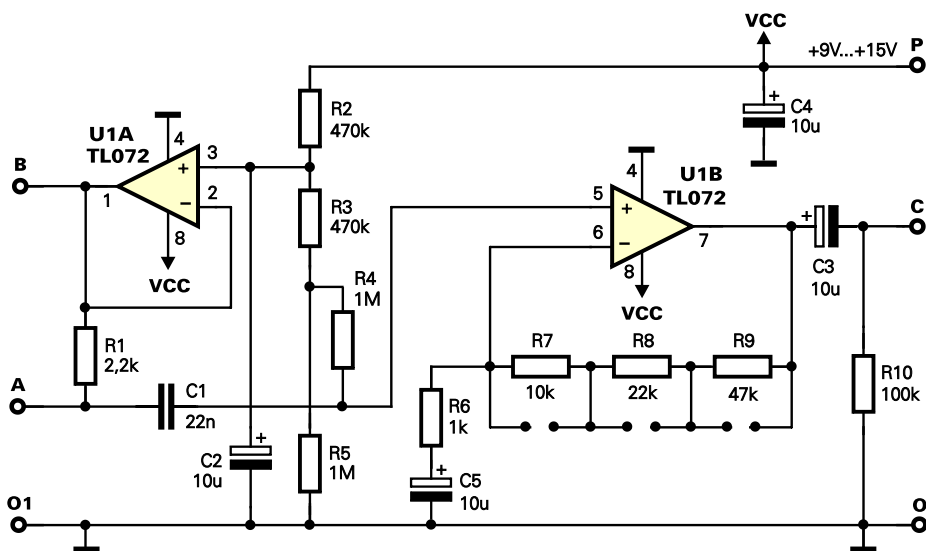 VCC
+9V...+15V
P
+
C4
10u
R2
470k
U1A
TL072
4
3
+
2
−
1
8
VCC
B
R3
470k
R4
1M
4
U1B
TL072
5
+
6
−
7
8
VCC
+
C3
10u
C
R1
2,2k
A
C1
22n
R7
10k
R8
22k
R9
47k
R10
100k
R6
1k
+
C2
10u
R5
1M
+
C5
10u
O1
O